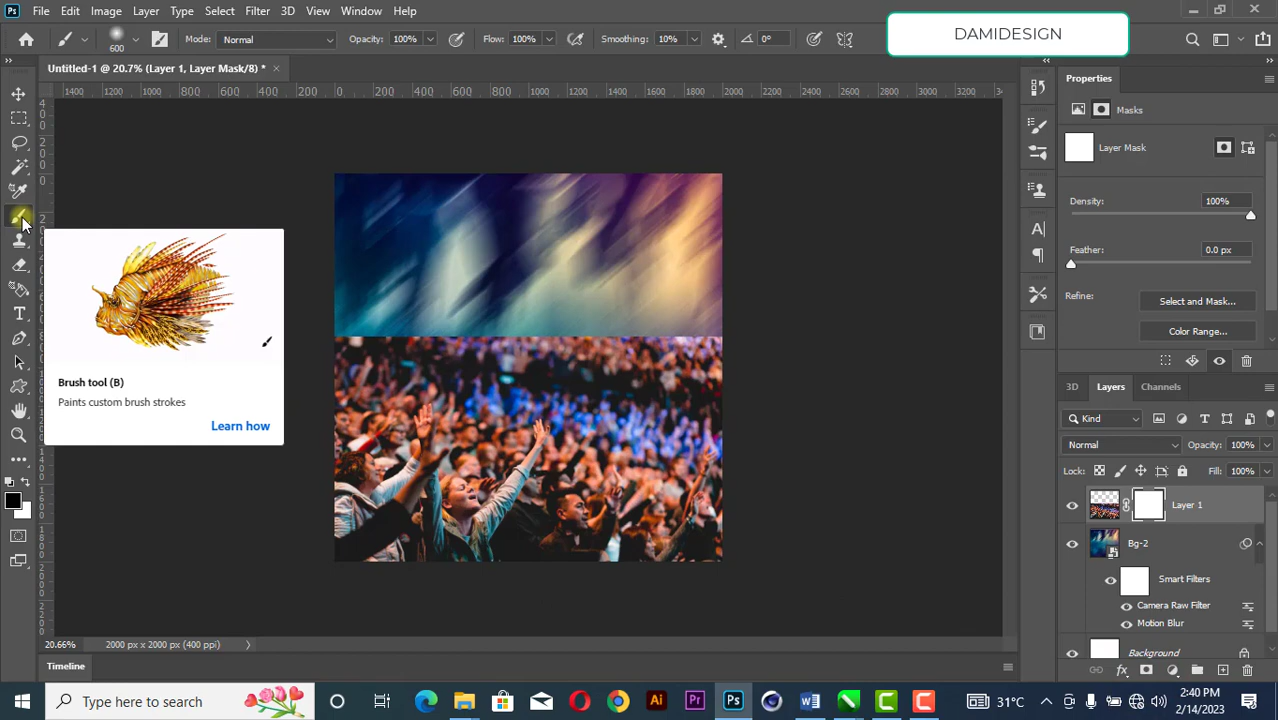 File Edit Image Layer Type Select Filter 3D View Window Help
DAMIDESIGN
600 Mode: Normal Opacity: 100% Flow: 100% Smoothing: 10% 0°
Untitled-1 @ 20.7% (Layer 1, Layer Mask/8) *
1400 1200 1000 800 600 400 200 0 200 400 600 800 1000 1200 1400 1600 1800 2000 2200 2400 2600 2800 3000 3200
Properties
Masks
Layer Mask
Density: 100%
Feather: 0.0 px
Refine: Select and Mask...
Color Range...
Brush tool (B)
Paints custom brush strokes
Learn how
3D Layers Channels
Kind
Normal Opacity: 100%
Lock: Fill: 100%
Layer 1
Bg-2
Smart Filters
Camera Raw Filter
Motion Blur
Background
20.66% 2000 px x 2000 px (400 ppi)
Timeline
Type here to search
31°C
2:40 PM
2/14/2023